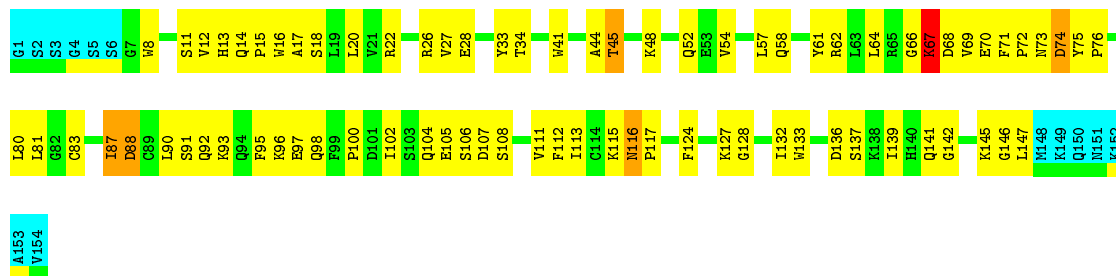 G1 S2 S3 G4 S5 S6 G7 W8 S11 V12 H13 Q14 P15 W16 A17 S18 L19 L20 V21 R22 R26 V27 E28 Y33 T34 W41 A44 T45 K48 Q52 E53 V54 L57 Q58 Y61 R62 L63 L64 R65 G66 K67 D68 V69 E70 F71 P72 N73 D74 Y75 P76
L80 L81 G82 C83 I87 D88 C89 L90 S91 Q92 K93 Q94 F95 K96 E97 Q98 F99 P100 D101 I102 S103 Q104 E105 S106 D107 S108 V111 F112 I113 C114 K115 N116 P117 F124 K127 G128 I132 W133 D136 S137 K138 I139 H140 Q141 G142 K145 G146 L147 M148 K149 Q150 N151 K152
A153 V154